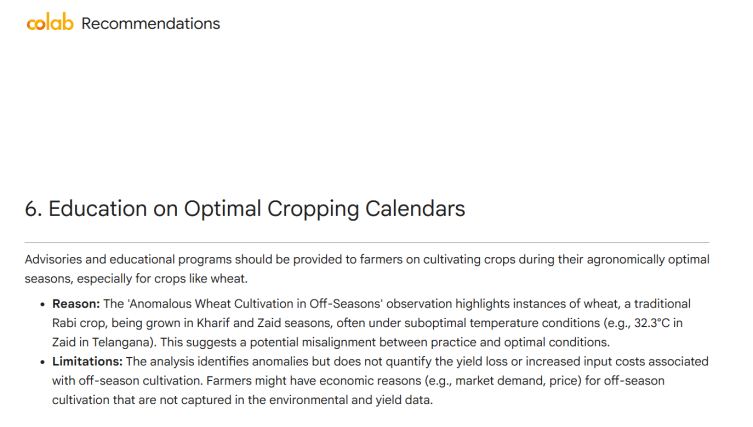 colab Recommendations
6. Education on Optimal Cropping Calendars
Advisories and educational programs should be provided to farmers on cultivating crops during their agronomically optimal
seasons, especially for crops like wheat.
• Reason: The 'Anomalous Wheat Cultivation in Off-Seasons' observation highlights instances of wheat, a traditional
Rabi crop, being grown in Kharif and Zaid seasons, often under suboptimal temperature conditions (e.g., 32.3°C in
Zaid in Telangana). This suggests a potential misalignment between practice and optimal conditions.
• Limitations: The analysis identifies anomalies but does not quantify the yield loss or increased input costs associated
with off-season cultivation. Farmers might have economic reasons (e.g., market demand, price) for off-season
cultivation that are not captured in the environmental and yield data.